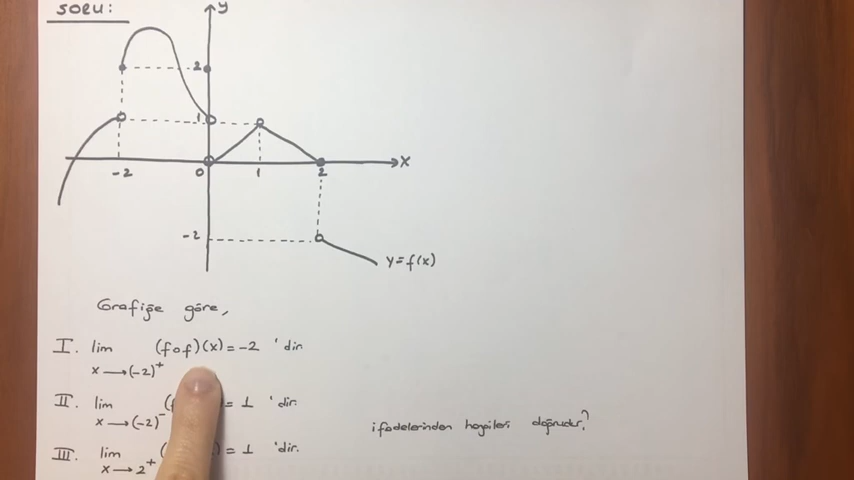 SORU:
y
2
1
-2 0 1 2 x
-2
y=f(x)
Grafiğe göre,
I. lim (fof)(x) = -2 'dir.
x→(-2)⁺
II. lim (f = 1 'dir.
x→(-2)⁻
ifadelerinden hangileri doğrudur?
III. lim ( = 1 'dir.
x→2⁺